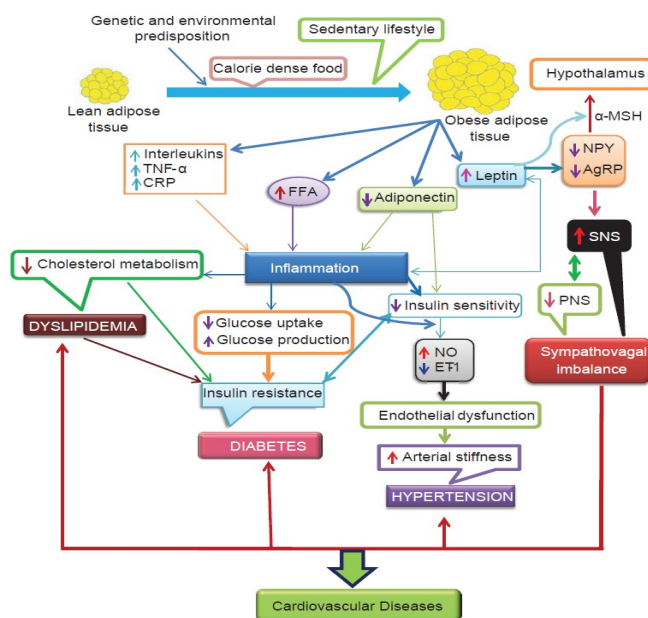 Genetic and environmental
predisposition
Sedentary lifestyle
Calorie dense food
Lean adipose
tissue
Obese adipose
tissue
Hypothalamus
α-MSH
↑ Interleukins
↑ TNF-α
↑ CRP
↑ FFA
↓ Adiponectin
↑ Leptin
↓ NPY
↓ AgRP
↑ SNS
↓ Cholesterol metabolism
Inflammation
↓ Insulin sensitivity
↓ PNS
DYSLIPIDEMIA
↓ Glucose uptake
↑ Glucose production
↑ NO
↓ ET-1
Sympathovagal
imbalance
Insulin resistance
Endothelial dysfunction
DIABETES
↑ Arterial stiffness
HYPERTENSION
Cardiovascular Diseases